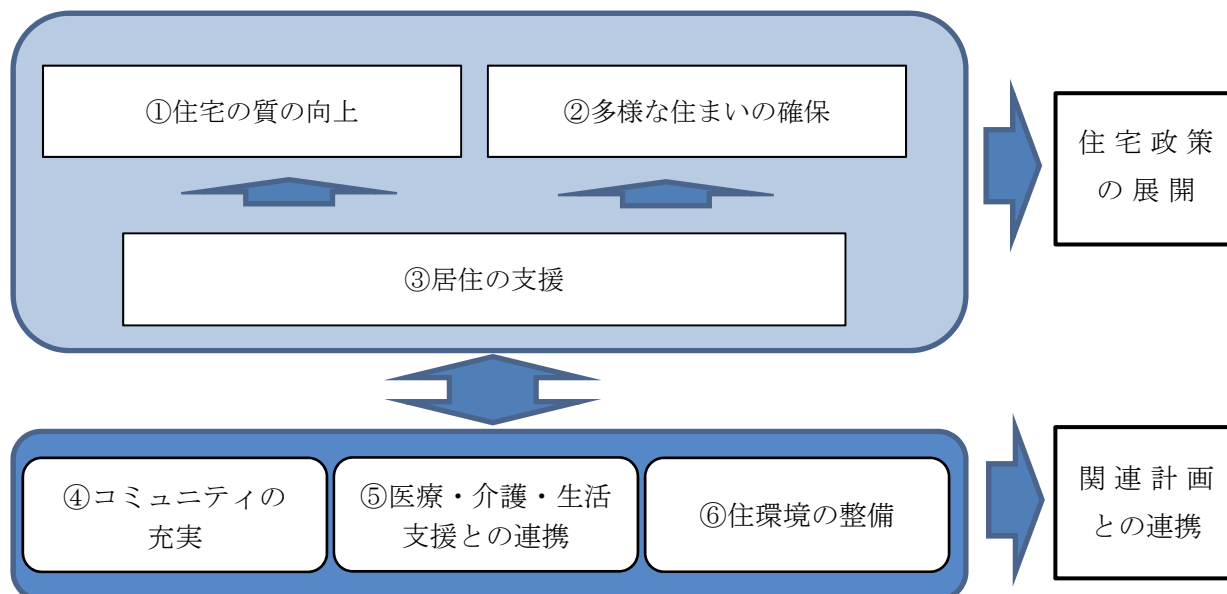 ①住宅の質の向上
②多様な住まいの確保
③居住の支援
住宅政策
の展開
④コミュニティの
充実
⑤医療・介護・生活
支援との連携
⑥住環境の整備
関連計画
との連携